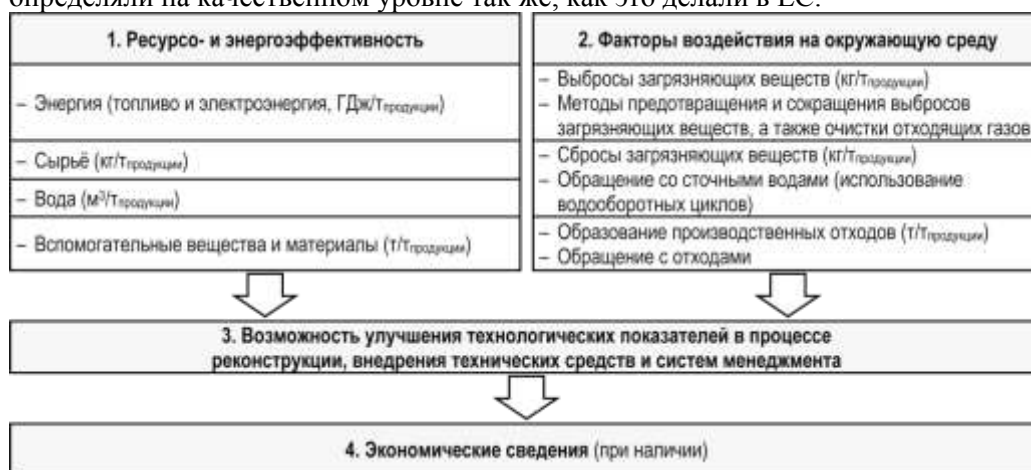 определяли на качественном уровне так же, как это делали в ЕС.
1. Ресурсо- и энергоэффективность
– Энергия (топливо и электроэнергия, ГДж/тпродукции)
– Сырьё (кг/тпродукции)
– Вода (м³/тпродукции)
– Вспомогательные вещества и материалы (т/тпродукции)
2. Факторы воздействия на окружающую среду
– Выбросы загрязняющих веществ (кг/тпродукции)
– Методы предотвращения и сокращения выбросов
загрязняющих веществ, а также очистки отходящих газов
– Сбросы загрязняющих веществ (кг/тпродукции)
– Обращение со сточными водами (использование
водооборотных циклов)
– Образование производственных отходов (т/тпродукции)
– Обращение с отходами
3. Возможность улучшения технологических показателей в процессе
реконструкции, внедрения технических средств и систем менеджмента
4. Экономические сведения (при наличии)